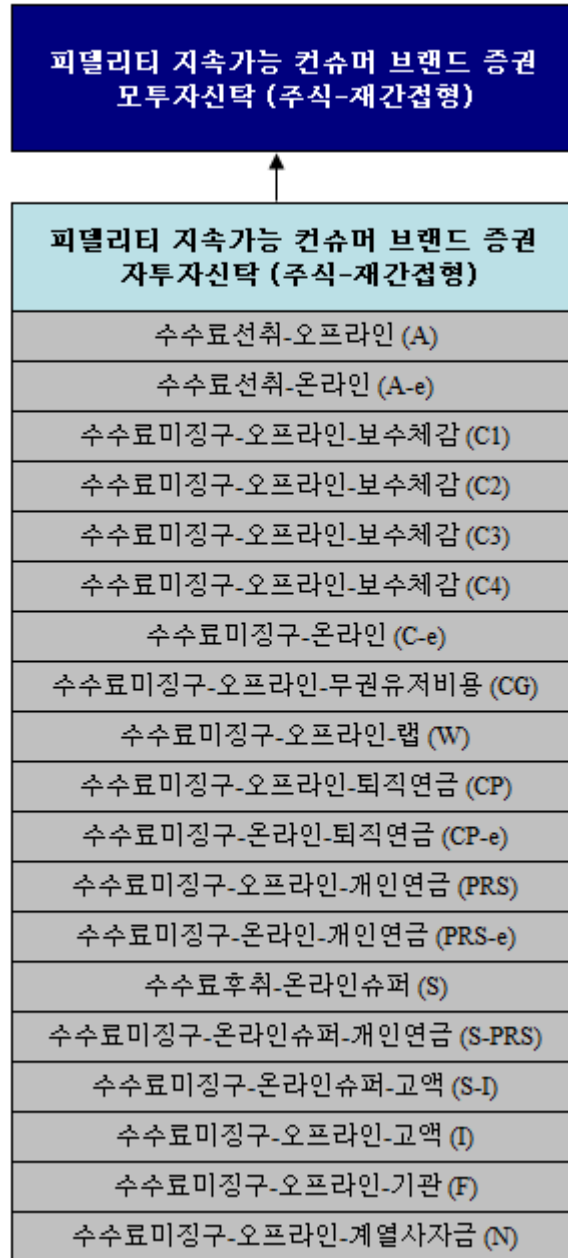 피델리티 지속가능 컨슈머 브랜드 증권
모투자신탁 (주식-재간접형)
피델리티 지속가능 컨슈머 브랜드 증권
자투자신탁 (주식-재간접형)
수수료선취-오프라인 (A)
수수료선취-온라인 (A-e)
수수료미징구-오프라인-보수체감 (C1)
수수료미징구-오프라인-보수체감 (C2)
수수료미징구-오프라인-보수체감 (C3)
수수료미징구-오프라인-보수체감 (C4)
수수료미징구-온라인 (C-e)
수수료미징구-오프라인-무권유저비용 (CG)
수수료미징구-오프라인-랩 (W)
수수료미징구-오프라인-퇴직연금 (CP)
수수료미징구-온라인-퇴직연금 (CP-e)
수수료미징구-오프라인-개인연금 (PRS)
수수료미징구-온라인-개인연금 (PRS-e)
수수료후취-온라인슈퍼 (S)
수수료미징구-온라인슈퍼-개인연금 (S-PRS)
수수료미징구-온라인슈퍼-고액 (S-I)
수수료미징구-오프라인-고액 (I)
수수료미징구-오프라인-기관 (F)
수수료미징구-오프라인-계열사자금 (N)